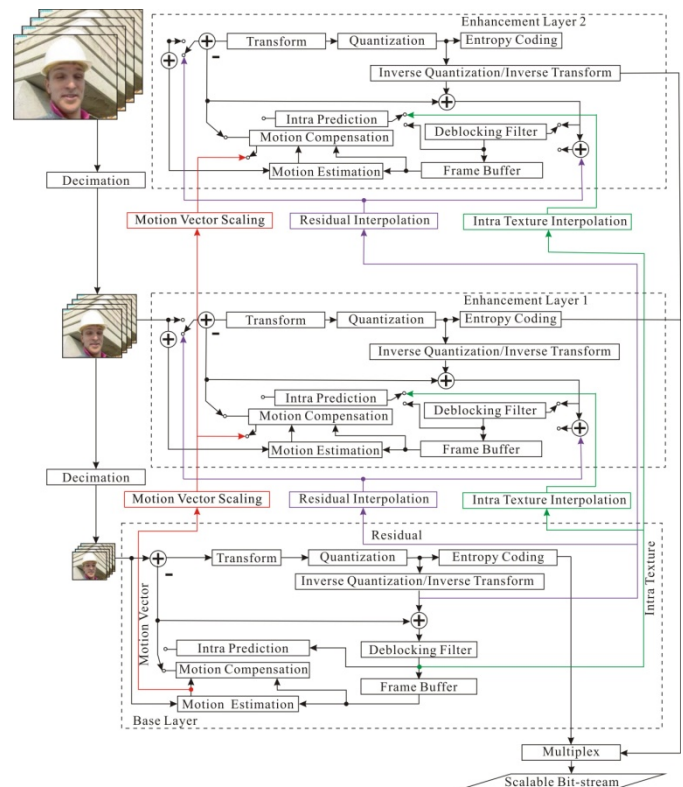 Enhancement Layer 2
Transform
Quantization
Entropy Coding
Inverse Quantization/Inverse Transform
Intra Prediction
Deblocking Filter
Motion Compensation
Motion Estimation
Frame Buffer
Decimation
Motion Vector Scaling
Residual Interpolation
Intra Texture Interpolation
Enhancement Layer 1
Transform
Quantization
Entropy Coding
Inverse Quantization/Inverse Transform
Intra Prediction
Deblocking Filter
Motion Compensation
Motion Estimation
Frame Buffer
Decimation
Motion Vector Scaling
Residual Interpolation
Intra Texture Interpolation
Residual
Transform
Quantization
Entropy Coding
Inverse Quantization/Inverse Transform
Motion Vector
Intra Texture
Intra Prediction
Deblocking Filter
Motion Compensation
Frame Buffer
Motion Estimation
Base Layer
Multiplex
Scalable Bit-stream